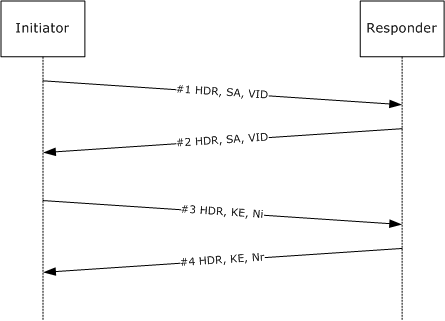 Initiator
Responder
#1 HDR, SA, VID
#2 HDR, SA, VID
#3 HDR, KE, Ni
#4 HDR, KE, Nr